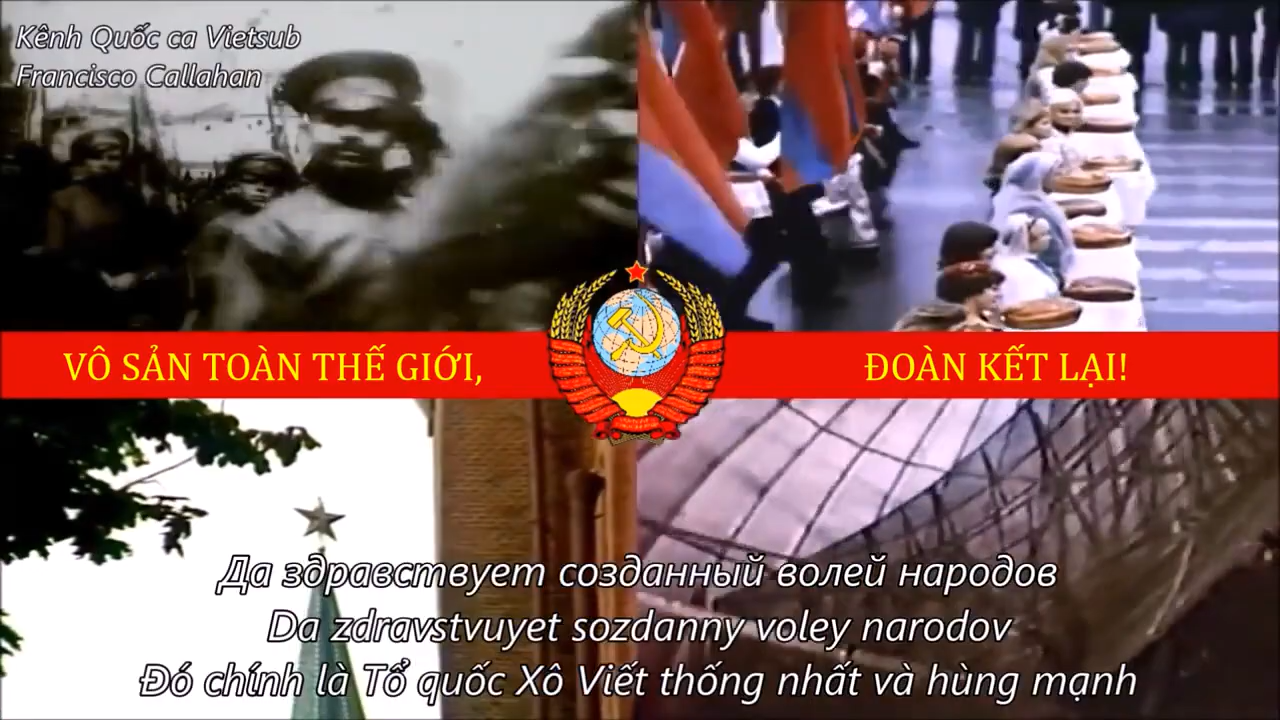 Kênh Quốc ca Vietsub
Francisco Callahan
VÔ SẢN TOÀN THẾ GIỚI,
ĐOÀN KẾT LẠI!
Да здравствует созданный волей народов
Da zdravstvuyet sozdanny voley narodov
Đó chính là Tổ quốc Xô Viết thống nhất và hùng mạnh